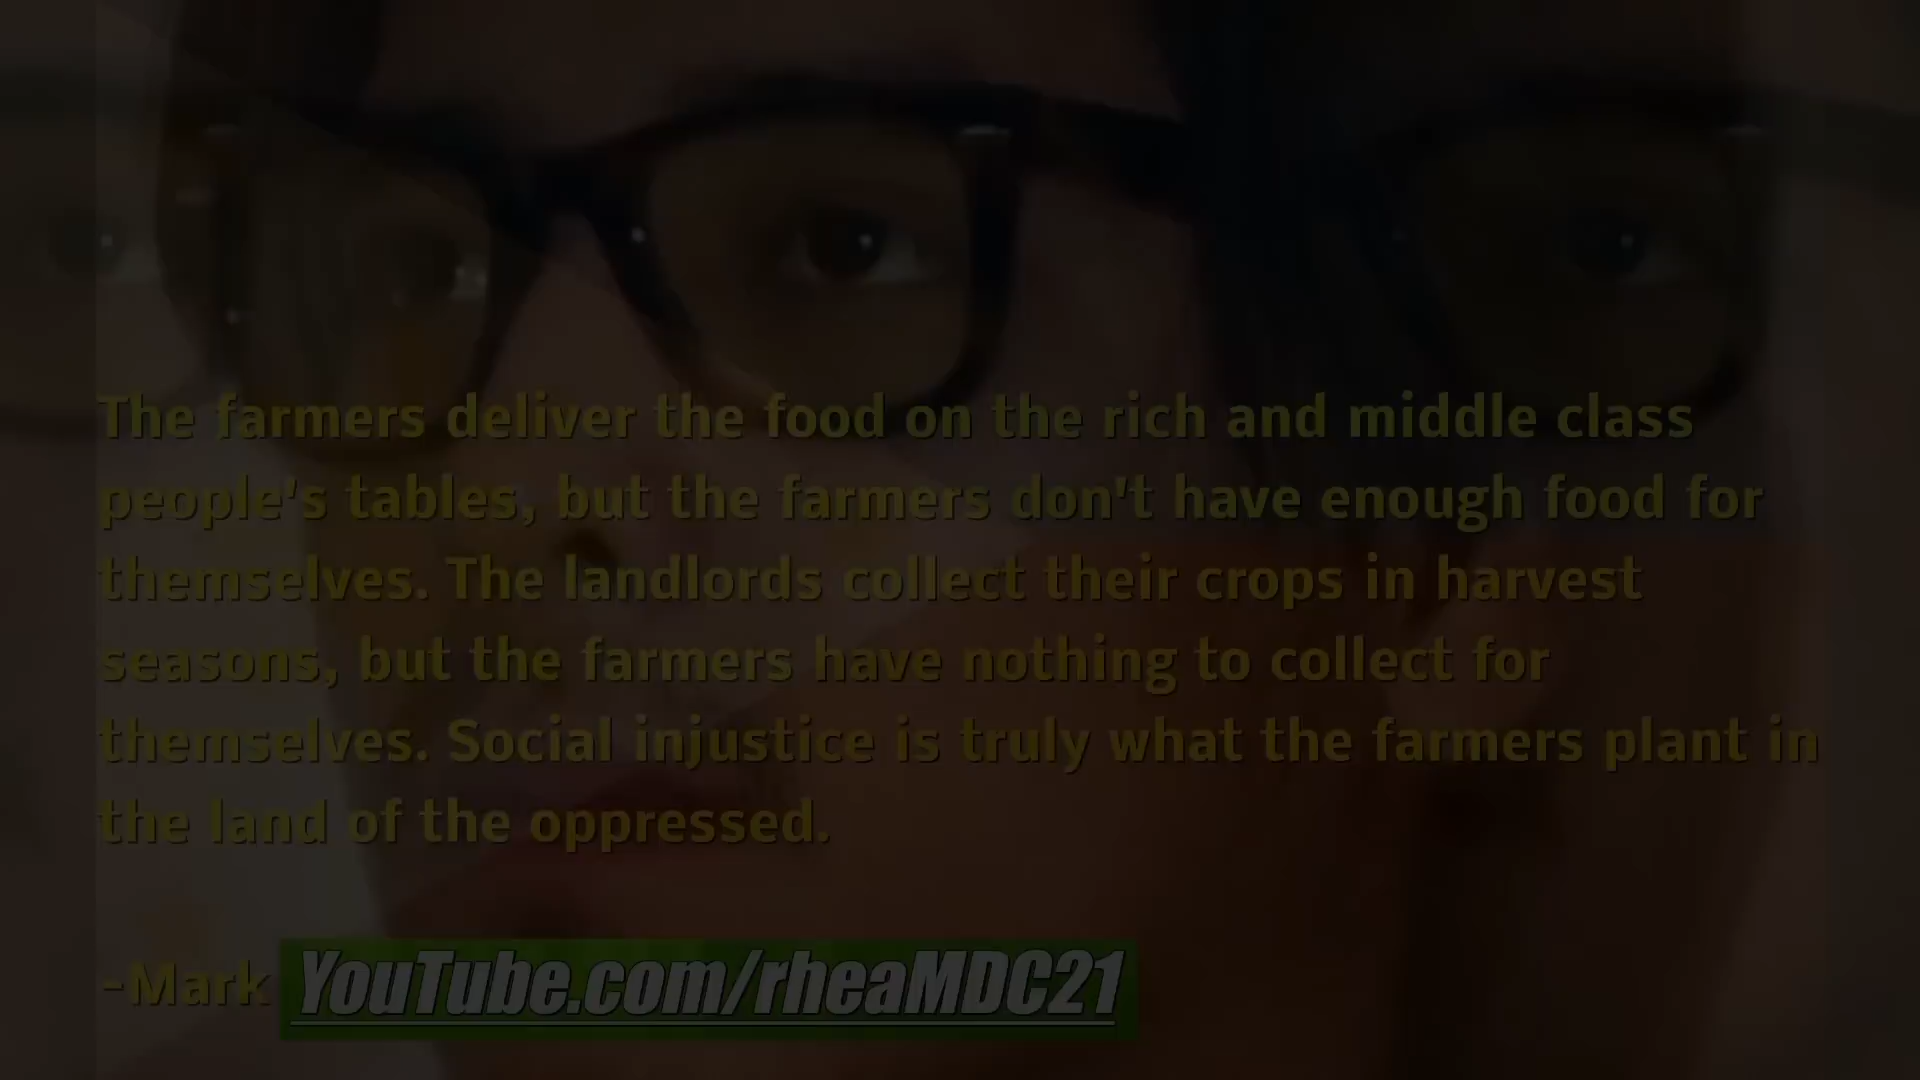 The farmers deliver the food on the rich and middle class
people's tables, but the farmers don't have enough food for
themselves. The landlords collect their crops in harvest
seasons, but the farmers have nothing to collect for
themselves. Social injustice is truly what the farmers plant in
the land of the oppressed.
-Mark YouTube.com/rheaMDC21